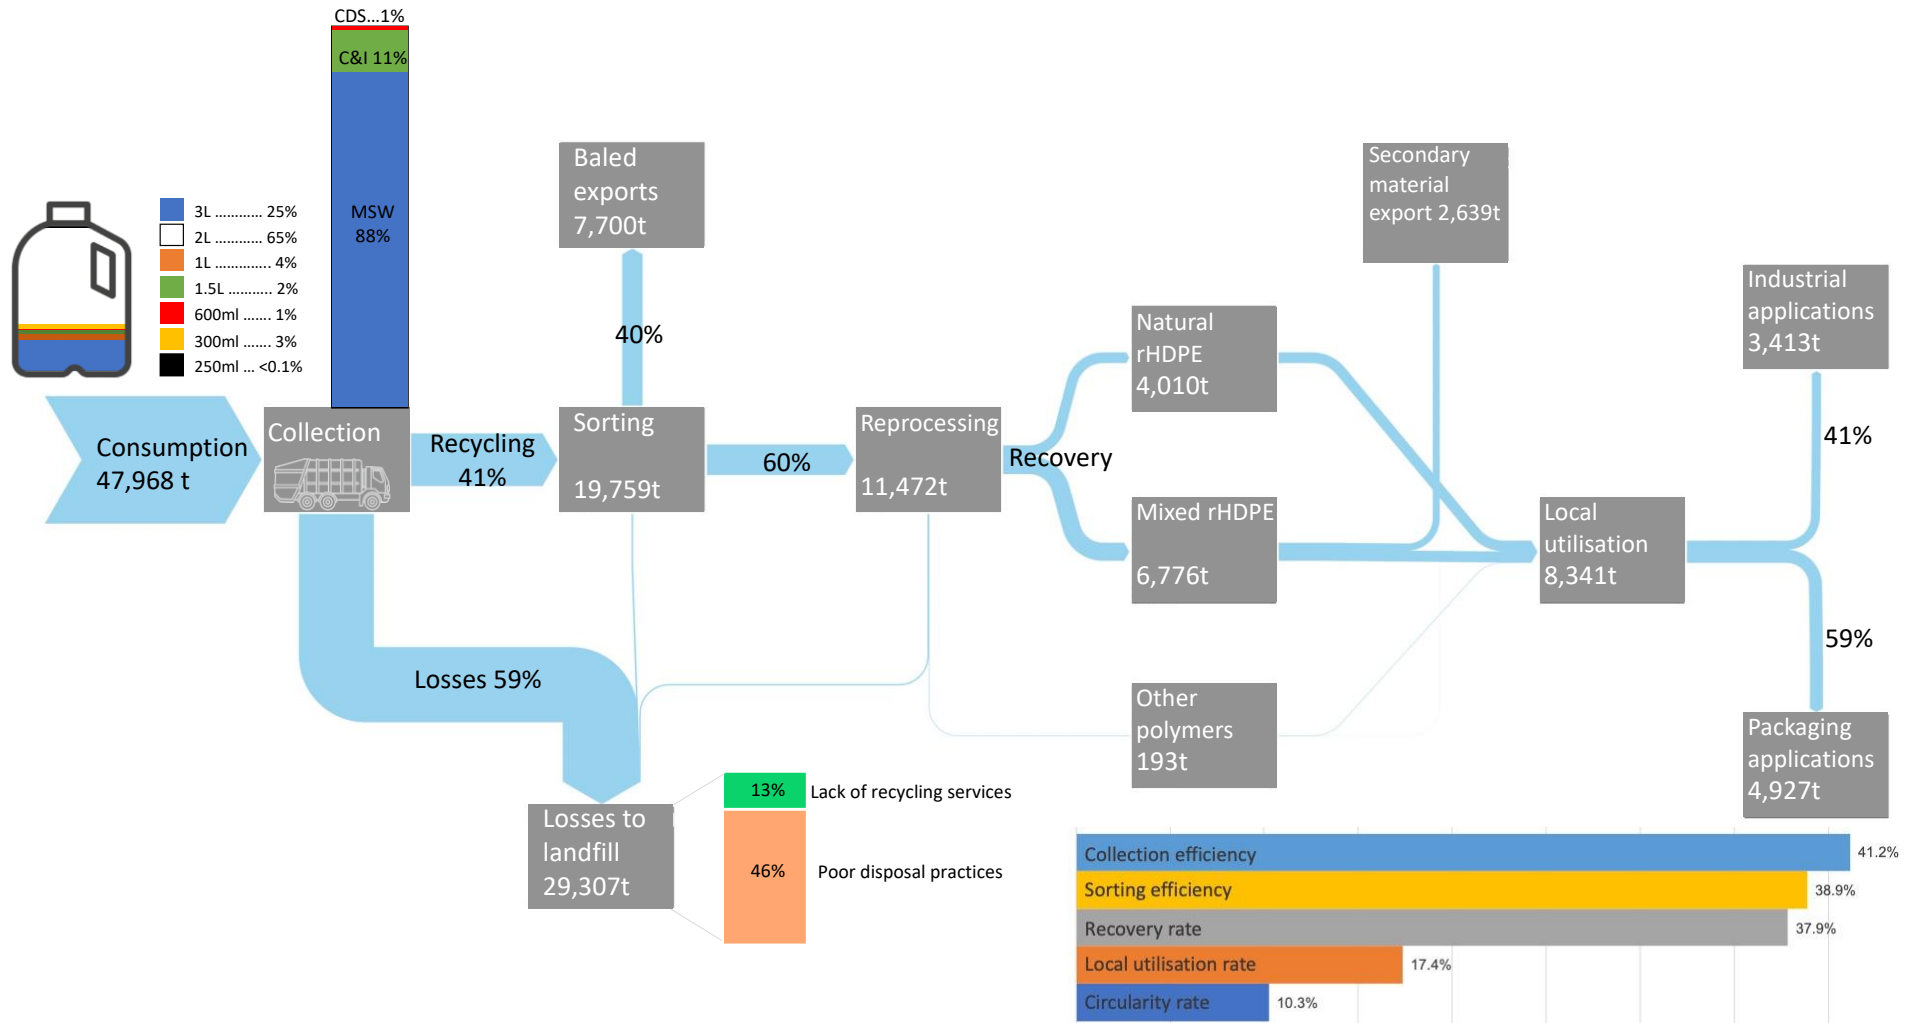 CDS...1%
C&I 11%
MSW
88%
3L ............ 25%
2L ............ 65%
1L .............. 4%
1.5L ........... 2%
600ml ....... 1%
300ml ....... 3%
250ml ... <0.1%
Consumption
47,968 t
Collection
Recycling
41%
Losses 59%
Baled
exports
7,700t
40%
Sorting
19,759t
60%
Reprocessing
11,472t
Recovery
Natural
rHDPE
4,010t
Mixed rHDPE
6,776t
Other
polymers
193t
Secondary
material
export 2,639t
Local
utilisation
8,341t
Industrial
applications
3,413t
41%
59%
Packaging
applications
4,927t
Losses to
landfill
29,307t
13%
Lack of recycling services
46%
Poor disposal practices
Collection efficiency 41.2%
Sorting efficiency 38.9%
Recovery rate 37.9%
Local utilisation rate 17.4%
Circularity rate 10.3%